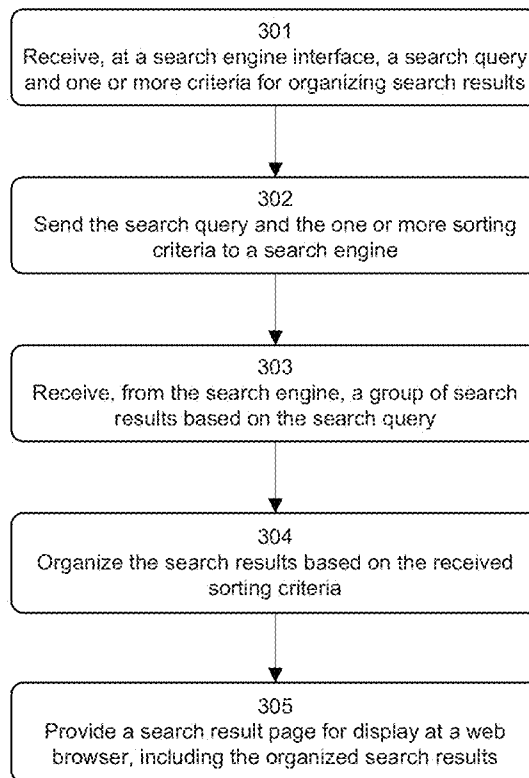 301
Receive, at a search engine interface, a search query
and one or more criteria for organizing search results
302
Send the search query and the one or more sorting
criteria to a search engine
303
Receive, from the search engine, a group of search
results based on the search query
304
Organize the search results based on the received
sorting criteria
305
Provide a search result page for display at a web
browser, including the organized search results